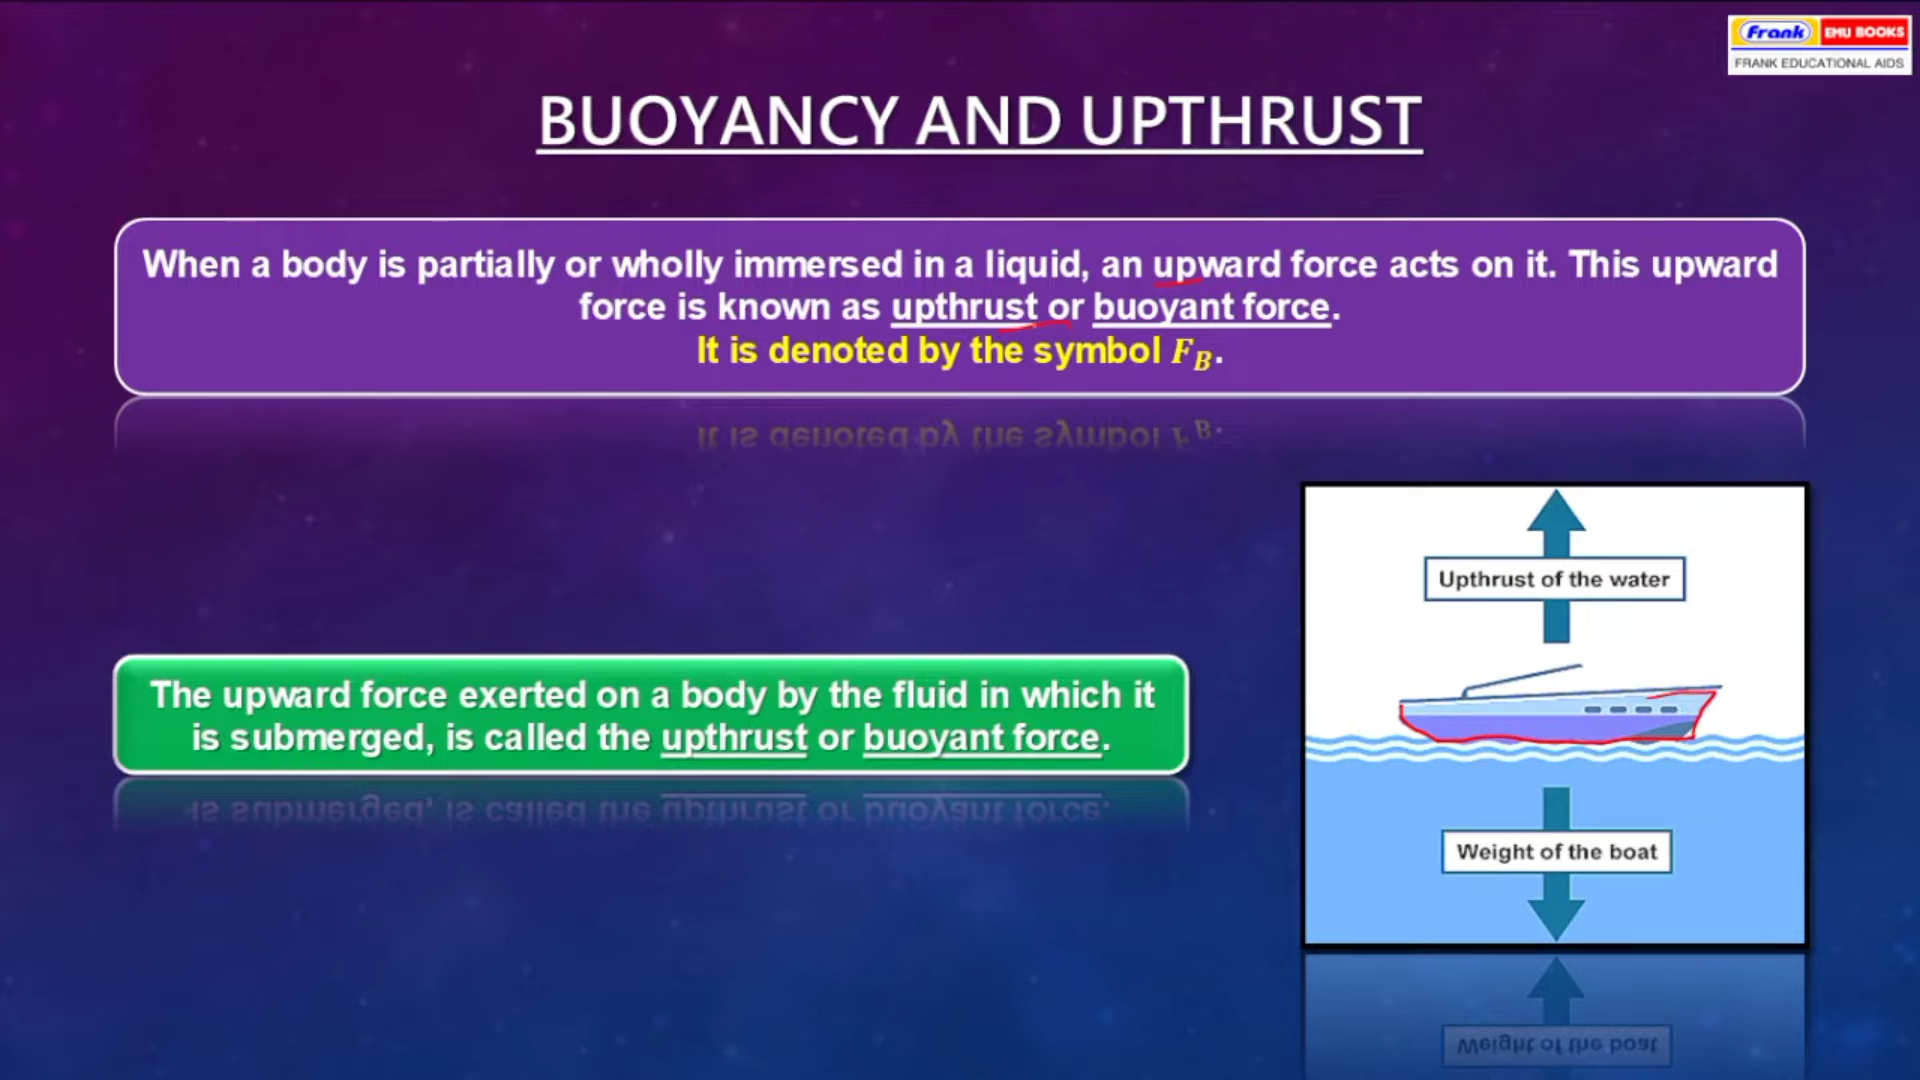 Frank EMU BOOKS
FRANK EDUCATIONAL AIDS
BUOYANCY AND UPTHRUST
When a body is partially or wholly immersed in a liquid, an upward force acts on it. This upward
force is known as upthrust or buoyant force.
It is denoted by the symbol F_B.
Upthrust of the water
The upward force exerted on a body by the fluid in which it
is submerged, is called the upthrust or buoyant force.
Weight of the boat